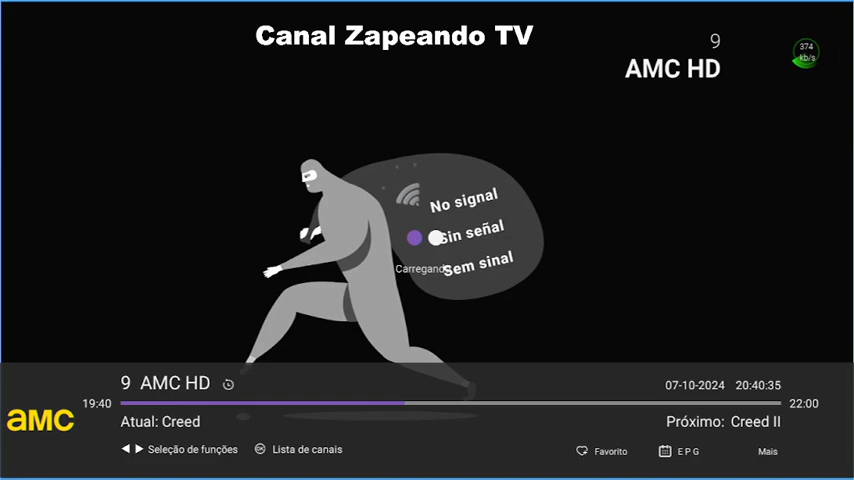 Canal Zapeando TV
9
AMC HD
374
kb/s
No signal
Sin señal
Carregando
Sem sinal
9 AMC HD
07-10-2024 20:40:35
19:40
22:00
aMC
Atual: Creed
Próximo: Creed II
Seleção de funções
OK
Lista de canais
Favorito
E P G
Mais